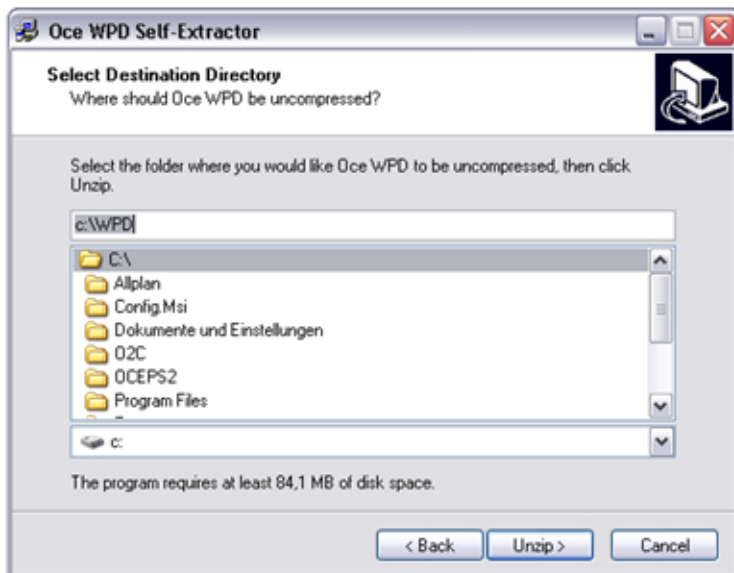 Oce WPD Self-Extractor
Select Destination Directory
Where should Oce WPD be uncompressed?
Select the folder where you would like Oce WPD to be uncompressed, then click
Unzip.
c:\WPD
C:\
Allplan
Config.Msi
Dokumente und Einstellungen
O2C
OCEPS2
Program Files
c:
The program requires at least 84,1 MB of disk space.
< Back
Unzip >
Cancel